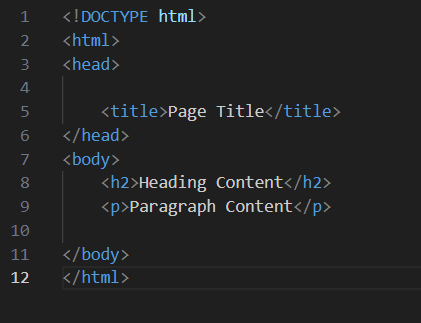 1 <!DOCTYPE html>
2 <html>
3 <head>
4
5 <title>Page Title</title>
6 </head>
7 <body>
8 <h2>Heading Content</h2>
9 <p>Paragraph Content</p>
10
11 </body>
12 </html>